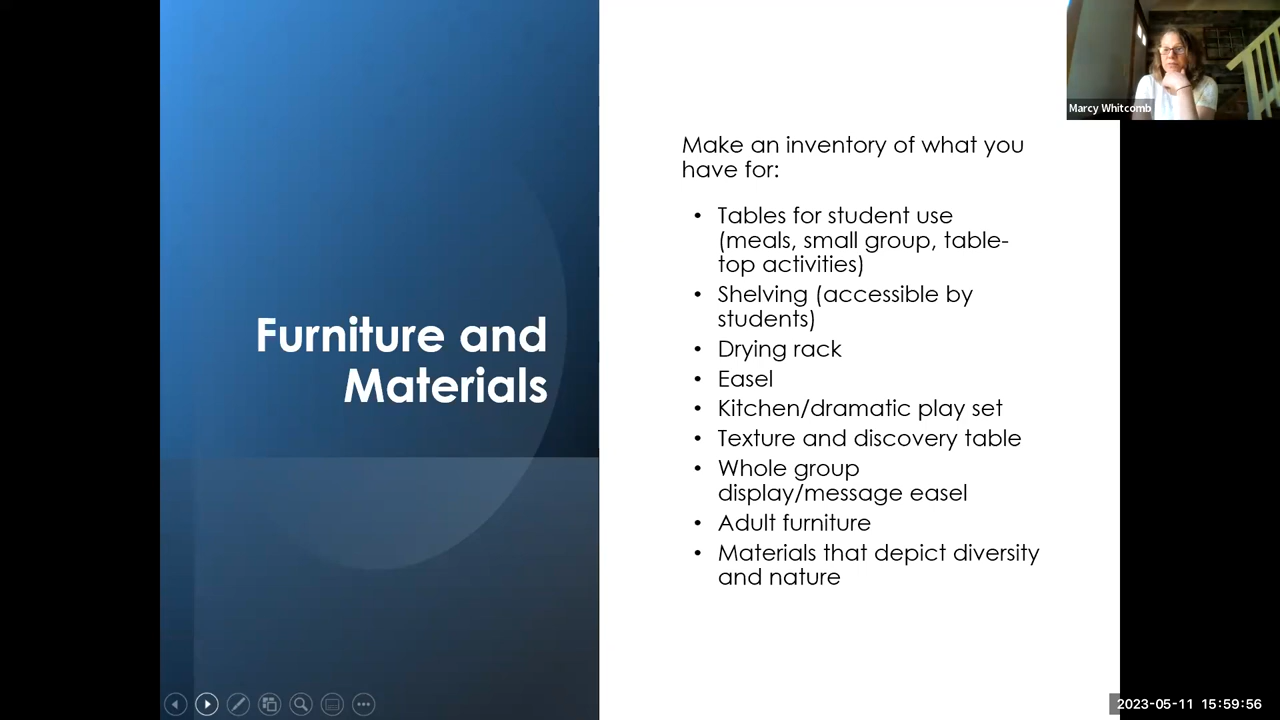 Furniture and
Materials
Make an inventory of what you
have for:
• Tables for student use
(meals, small group, table-
top activities)
• Shelving (accessible by
students)
• Drying rack
• Easel
• Kitchen/dramatic play set
• Texture and discovery table
• Whole group
display/message easel
• Adult furniture
• Materials that depict diversity
and nature
Marcy Whitcomb
2023-05-11 15:59:56